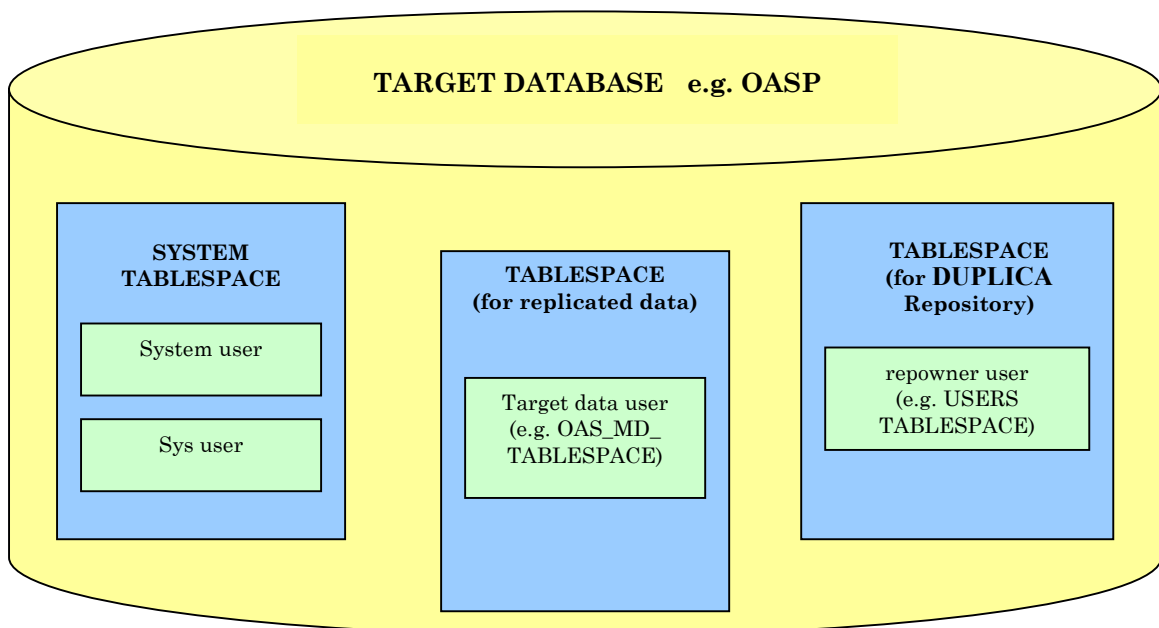 TARGET DATABASE e.g. OASP
SYSTEM
TABLESPACE
System user
Sys user
TABLESPACE
(for replicated data)
Target data user
(e.g. OAS_MD_
TABLESPACE)
TABLESPACE
(for DUPLICA
Repository)
repowner user
(e.g. USERS
TABLESPACE)